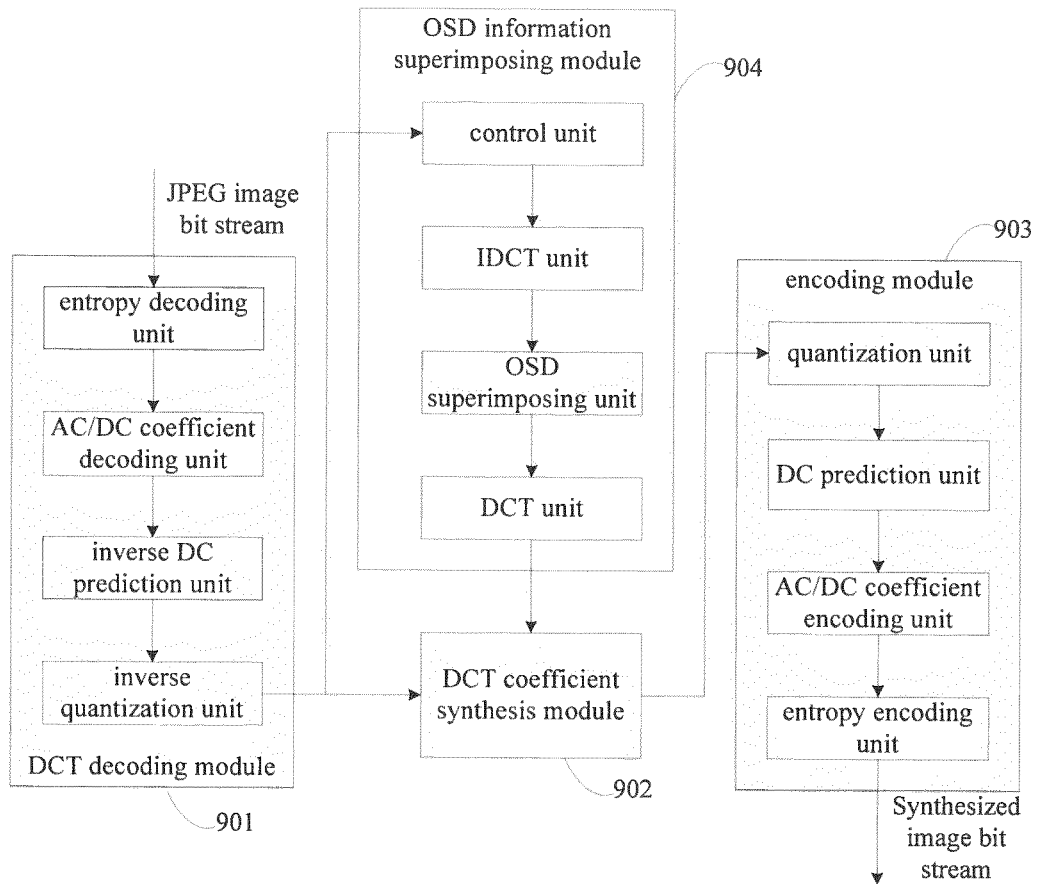 JPEG image
bit stream
entropy decoding
unit
AC/DC coefficient
decoding unit
inverse DC
prediction unit
inverse
quantization unit
DCT decoding module
901
OSD information
superimposing module
904
control unit
IDCT unit
OSD
superimposing unit
DCT unit
DCT coefficient
synthesis module
902
903
encoding module
quantization unit
DC prediction unit
AC/DC coefficient
encoding unit
entropy encoding
unit
Synthesized
image bit
stream